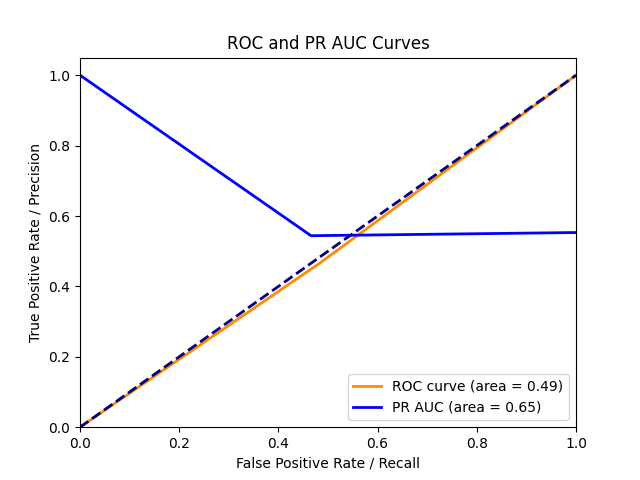 ROC and PR AUC Curves
True Positive Rate / Precision
1.0
0.8
0.6
0.4
0.2
0.0
ROC curve (area = 0.49)
PR AUC (area = 0.65)
0.0 0.2 0.4 0.6 0.8 1.0
False Positive Rate / Recall